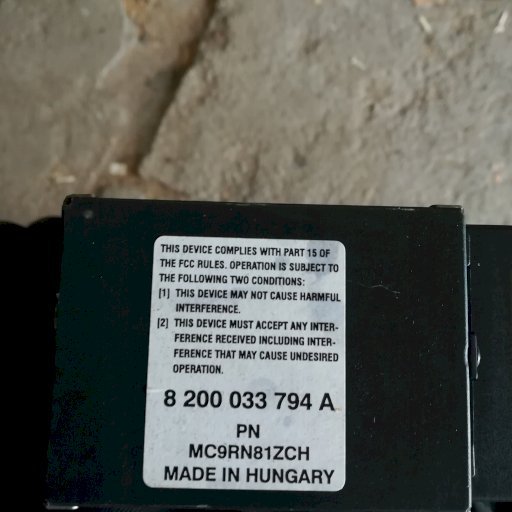 THIS DEVICE COMPLIES WITH PART 15 OF
THE FCC RULES. OPERATION IS SUBJECT TO
THE FOLLOWING TWO CONDITIONS:
[1] THIS DEVICE MAY NOT CAUSE HARMFUL
INTERFERENCE.
[2] THIS DEVICE MUST ACCEPT ANY INTER-
FERENCE RECEIVED INCLUDING INTER-
FERENCE THAT MAY CAUSE UNDESIRED
OPERATION.
8 200 033 794 A
PN
MC9RN81ZCH
MADE IN HUNGARY